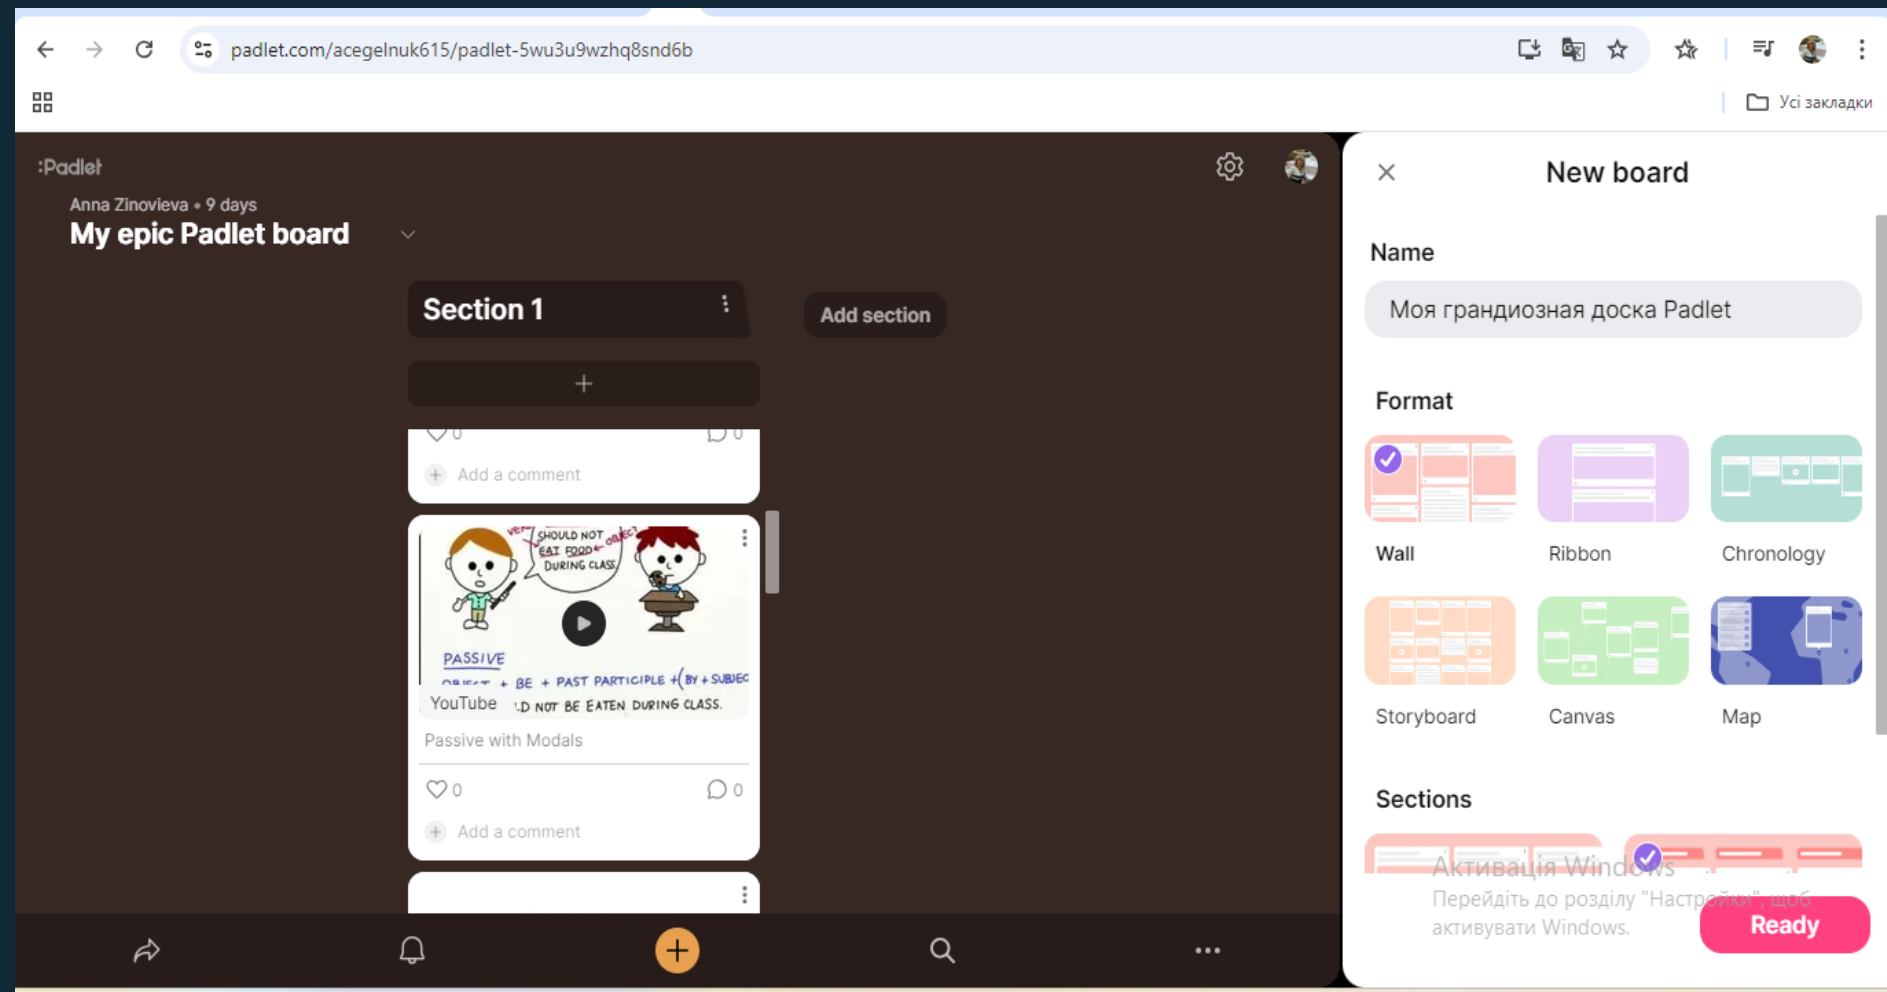 padlet.com/acegelnuk615/padlet-5wu3u9wzhq8snd6b
Усі закладки
:Padlet
Anna Zinovieva • 9 days
My epic Padlet board
Section 1
Add section
+
0 0
+ Add a comment
SHOULD NOT
EAT FOOD
DURING CLASS.
PASSIVE
+ BE + PAST PARTICIPLE + (BY + SUBJEC
YouTube
D NOT BE EATEN DURING CLASS.
Passive with Modals
0 0
+ Add a comment
New board
Name
Моя грандиозная доска Padlet
Format
Wall
Ribbon
Chronology
Storyboard
Canvas
Map
Sections
Активація Windows
Перейдіть до розділу "Настройки", щоб
активувати Windows.
Ready